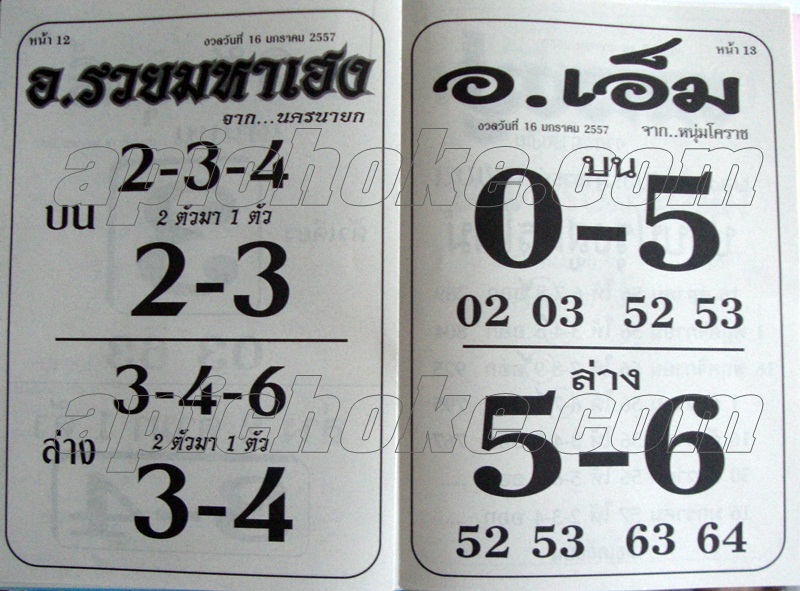 หน้า 12
งวดวันที่ 16 มกราคม 2557
อ.รวยมหาเฮง
จาก...นครนายก
2-3-4
บน
2 ตัวมา 1 ตัว
2-3
3-4-6
ล่าง
2 ตัวมา 1 ตัว
3-4
หน้า 13
อ.เอ็ม
งวดวันที่ 16 มกราคม 2557 จาก..หนุ่มโคราช
บน
0-5
02 03 52 53
ล่าง
5-6
52 53 63 64
apichoke.com
apichoke.com